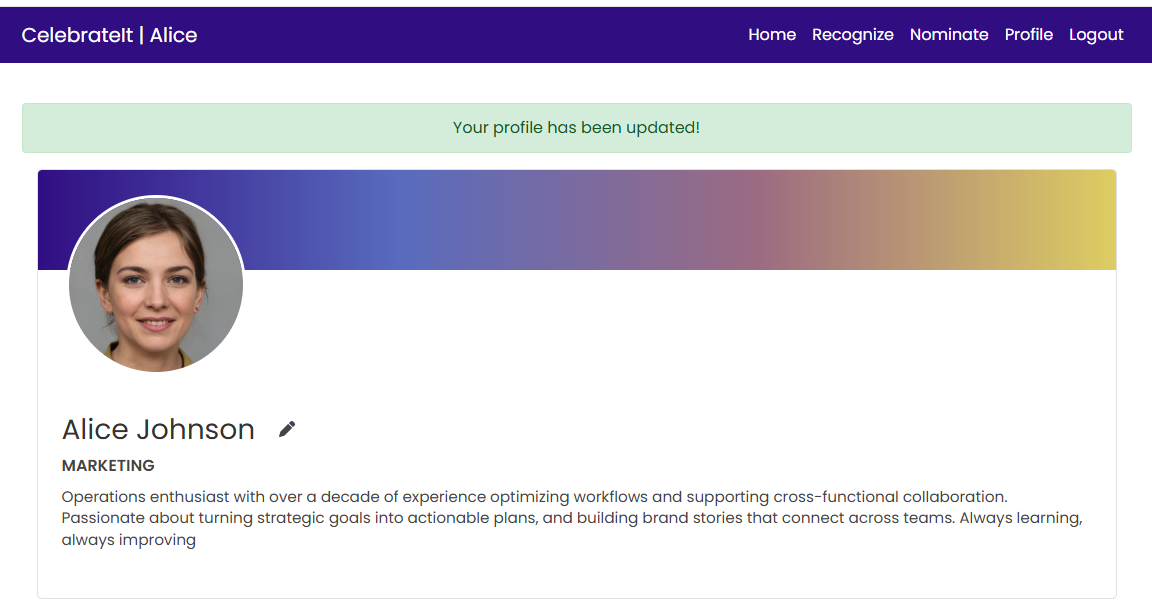 CelebrateIt | Alice
Home Recognize Nominate Profile Logout
Your profile has been updated!
Alice Johnson
MARKETING
Operations enthusiast with over a decade of experience optimizing workflows and supporting cross-functional collaboration.
Passionate about turning strategic goals into actionable plans, and building brand stories that connect across teams. Always learning,
always improving